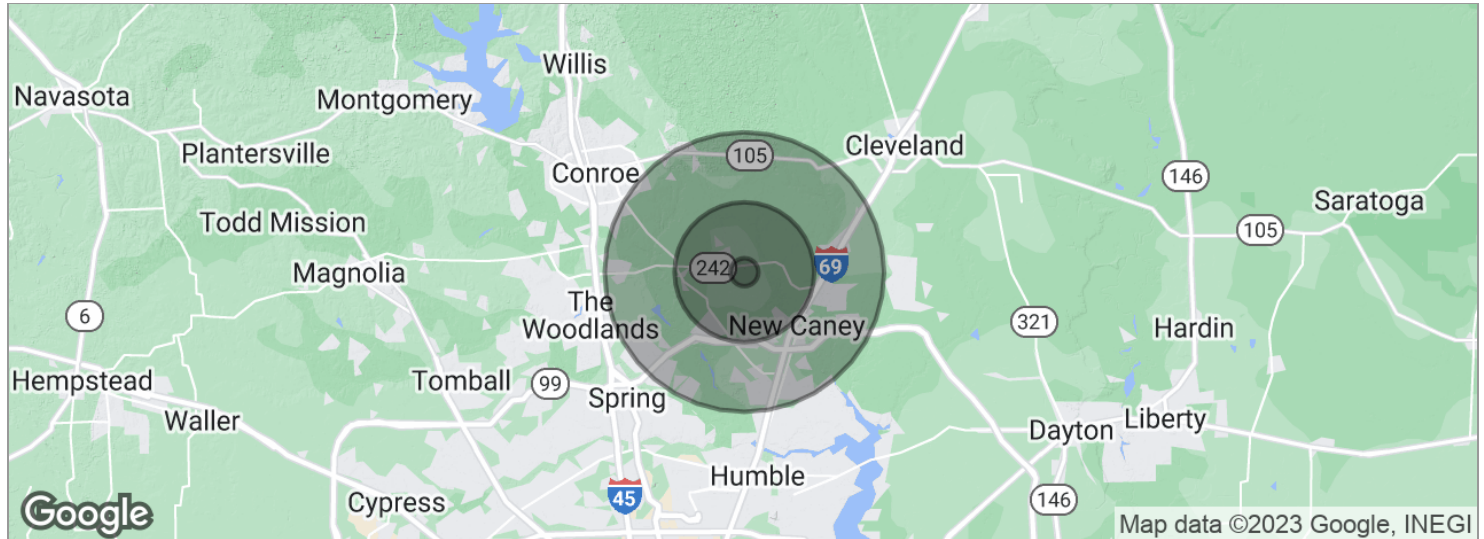 Willis
Navasota
Montgomery
Plantersville
Conroe
105
Cleveland
146
Saratoga
Todd Mission
105
Magnolia
242
69
The
Woodlands
New Caney
6
321
Hardin
Hempstead
Tomball
99
Spring
Waller
Dayton
Liberty
Humble
Cypress
45
146
Google
Map data ©2023 Google, INEGI